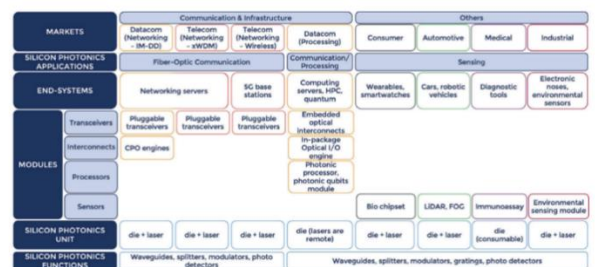 Communication & Infrastructure
Others
MARKETS
Datacom
(Networking
- IM-DD)
Telecom
(Networking
- xWDM)
Telecom
(Networking
- Wireless)
Datacom
(Processing)
Consumer
Automotive
Medical
Industrial
SILICON PHOTONICS
APPLICATIONS
Fiber-Optic Communication
Communication/
Processing
Sensing
END-SYSTEMS
Networking servers
5G base
stations
Computing
servers, HPC,
quantum
Wearables,
smartwatches
Cars, robotic
vehicles
Diagnostic
tools
Electronic
noses,
environmental
sensors
MODULES
Transceivers
Pluggable
transceivers
Pluggable
transceivers
Pluggable
transceivers
Embedded
optical
interconnects
Interconnects
CPO engines
In-package
Optical I/O
engine
Processors
Photonic
processor,
photonic qubits
module
Sensors
Bio chipset
LiDAR, FOG
Immunoassay
Environmental
sensing module
SILICON PHOTONICS
UNIT
die + laser
die + laser
die + laser
die (lasers are
remote)
die + laser
die + laser
die
(consumable)
die + laser
SILICON PHOTONICS
FUNCTIONS
Waveguides, splitters, modulators, photo
detectors
Waveguides, splitters, modulators, gratings, photo detectors